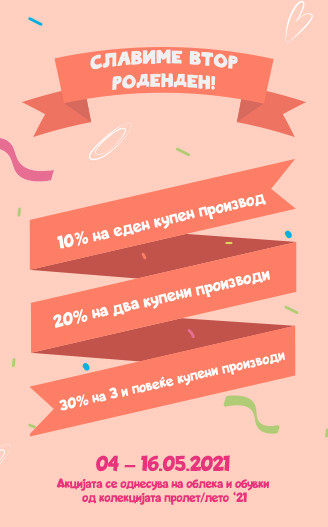 СЛАВИМЕ ВТОР
РОДЕНДЕН!
10% на еден купен производ
20% на два купени производи
30% на 3 и повеќе купени производи
04 – 16.05.2021
Акцијата се однесува на облека и обувки
од колекцијата пролет/лето '21